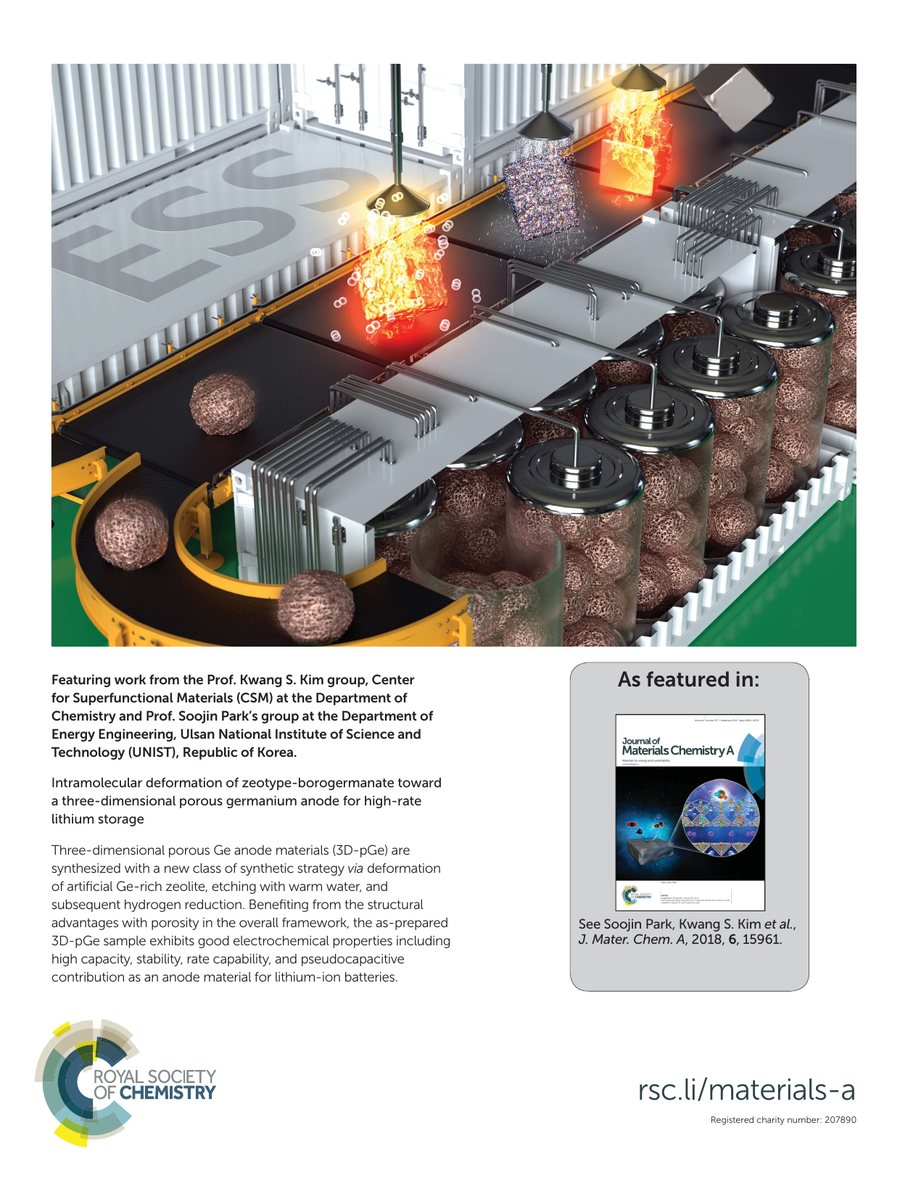 ESS
Featuring work from the Prof. Kwang S. Kim group, Center
for Superfunctional Materials (CSM) at the Department of
Chemistry and Prof. Soojin Park's group at the Department of
Energy Engineering, Ulsan National Institute of Science and
Technology (UNIST), Republic of Korea.
Intramolecular deformation of zeotype-borogermanate toward
a three-dimensional porous germanium anode for high-rate
lithium storage
Three-dimensional porous Ge anode materials (3D-pGe) are
synthesized with a new class of synthetic strategy via deformation
of artificial Ge-rich zeolite, etching with warm water, and
subsequent hydrogen reduction. Benefiting from the structural
advantages with porosity in the overall framework, the as-prepared
3D-pGe sample exhibits good electrochemical properties including
high capacity, stability, rate capability, and pseudocapacitive
contribution as an anode material for lithium-ion batteries.
As featured in:
Journal of
Materials Chemistry A
See Soojin Park, Kwang S. Kim et al.,
J. Mater. Chem. A, 2018, 6, 15961.
ROYAL SOCIETY
OF CHEMISTRY
rsc.li/materials-a
Registered charity number: 207890